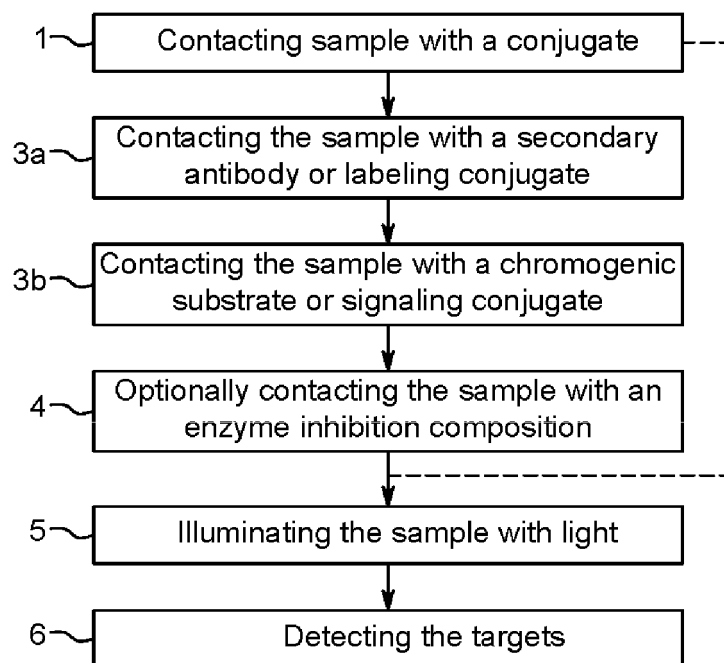 1 Contacting sample with a conjugate
3a Contacting the sample with a secondary
antibody or labeling conjugate
3b Contacting the sample with a chromogenic
substrate or signaling conjugate
4 Optionally contacting the sample with an
enzyme inhibition composition
5 Illuminating the sample with light
6 Detecting the targets